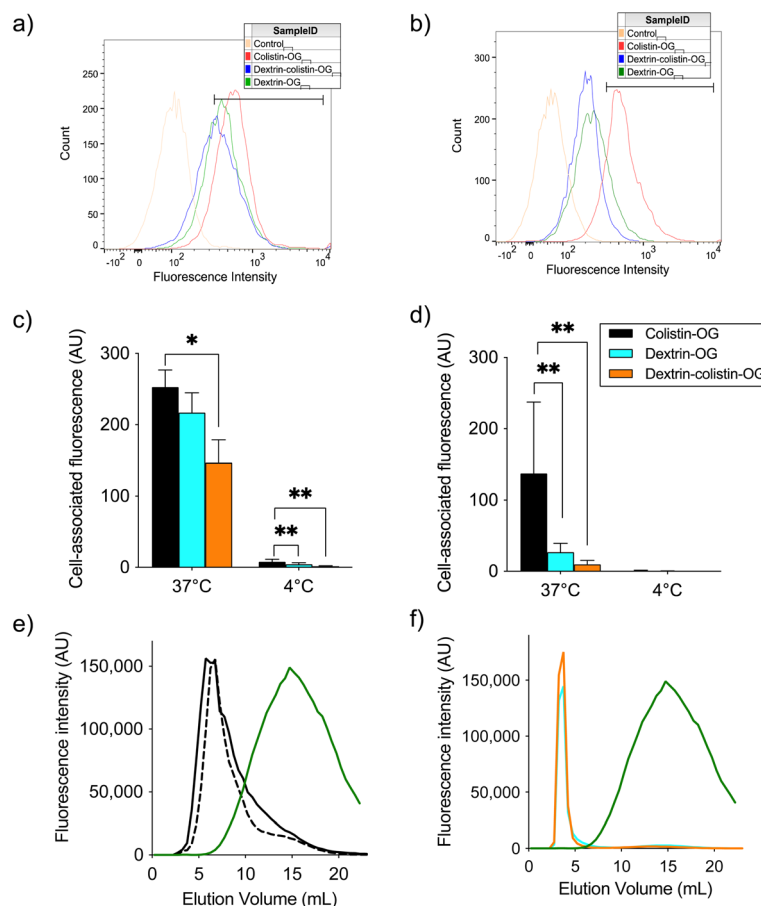 a)
SampleID
Control
Colistin-OG
Dextrin-colistin-OG
Dextrin-OG
250
200
150
100
50
0
Count
-10²
0
10²
10³
10⁴
Fluorescence Intensity
b)
SampleID
Control
Colistin-OG
Dextrin-colistin-OG
Dextrin-OG
300
200
100
0
Count
-10²
0
10²
10³
10⁴
Fluorescence Intensity
c)
Cell-associated fluorescence (AU)
300
200
100
0
*
**
**
37°C
4°C
d)
Cell-associated fluorescence (AU)
300
200
100
0
**
**
37°C
4°C
Colistin-OG
Dextrin-OG
Dextrin-colistin-OG
e)
Fluorescence intensity (AU)
150,000
100,000
50,000
0
0
5
10
15
20
Elution Volume (mL)
f)
Fluorescence intensity (AU)
150,000
100,000
50,000
0
0
5
10
15
20
Elution Volume (mL)